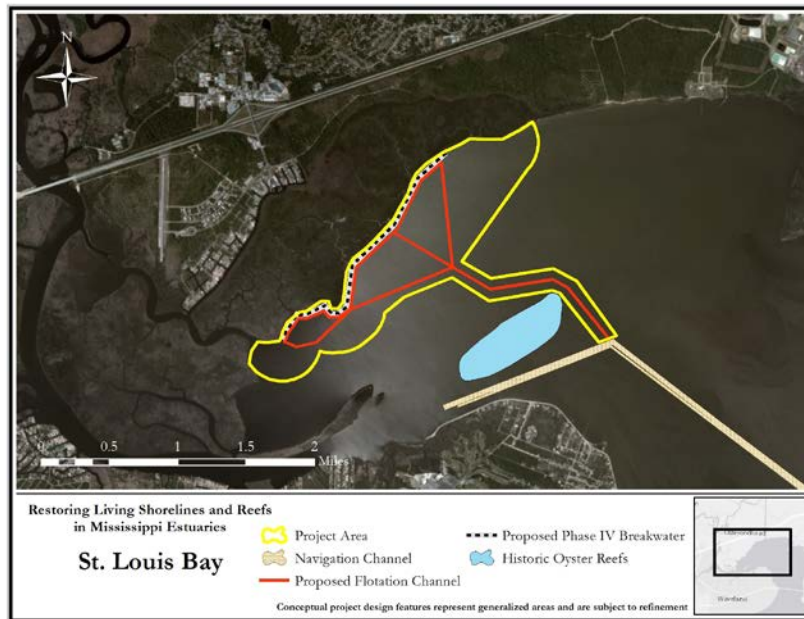 N
0 0.5 1 1.5 2
Miles
Restoring Living Shorelines and Reefs
in Mississippi Estuaries
St. Louis Bay
Project Area
Navigation Channel
Proposed Flotation Channel
Proposed Phase IV Breakwater
Historic Oyster Reefs
Conceptual project design features represent generalized areas and are subject to refinement